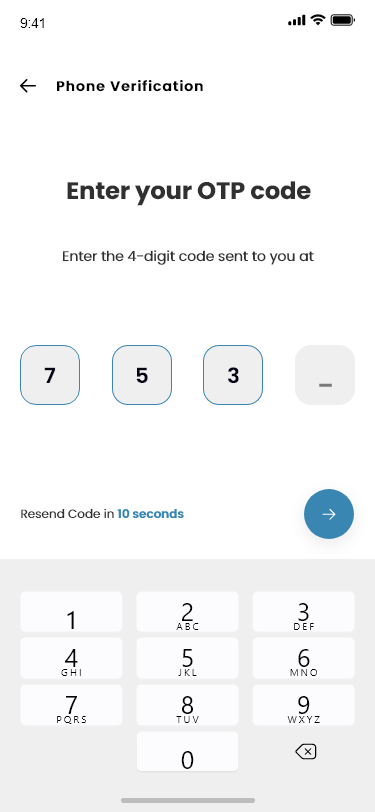 9:41
Phone Verification
Enter your OTP code
Enter the 4-digit code sent to you at
7 5 3 _
Resend Code in 10 seconds
1 2 3
ABC DEF
4 5 6
GHI JKL MNO
7 8 9
PQRS TUV WXYZ
0